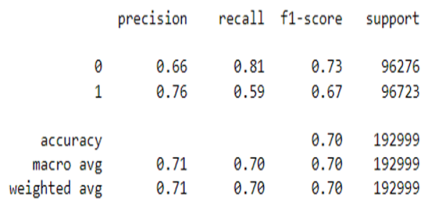 precision recall f1-score support
0 0.66 0.81 0.73 96276
1 0.76 0.59 0.67 96723
accuracy 0.70 192999
macro avg 0.71 0.70 0.70 192999
weighted avg 0.71 0.70 0.70 192999